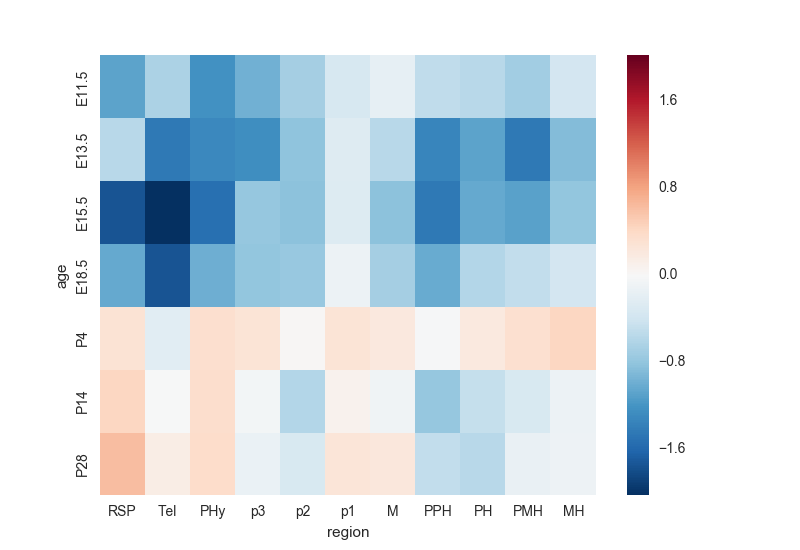 age
E11.5
E13.5
E15.5
E18.5
P4
P14
P28
RSP Tel PHy p3 p2 p1 M PPH PH PMH MH
region
1.6
0.8
0.0
−0.8
−1.6